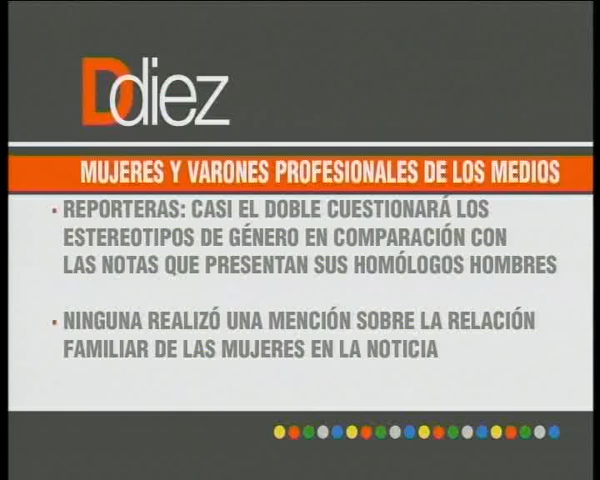 Ddiez
MUJERES Y VARONES PROFESIONALES DE LOS MEDIOS
· REPORTERAS: CASI EL DOBLE CUESTIONARÁ LOS
ESTEREOTIPOS DE GÉNERO EN COMPARACIÓN CON
LAS NOTAS QUE PRESENTAN SUS HOMÓLOGOS HOMBRES
· NINGUNA REALIZÓ UNA MENCIÓN SOBRE LA RELACIÓN
FAMILIAR DE LAS MUJERES EN LA NOTICIA